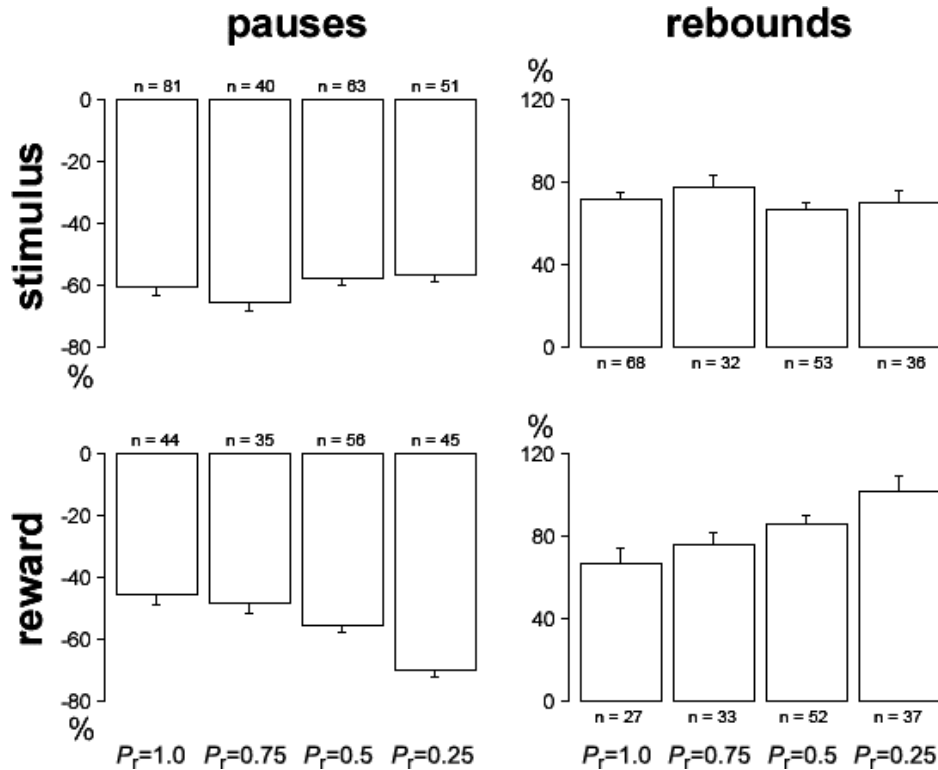 pauses
rebounds
stimulus
n = 81 n = 40 n = 63 n = 51
0
-20
-40
-60
-80
%
%
120
80
40
0
n = 68 n = 32 n = 53 n = 36
reward
n = 44 n = 35 n = 56 n = 45
0
-20
-40
-60
-80
%
%
120
80
40
0
n = 27 n = 33 n = 52 n = 37
Pr=1.0 Pr=0.75 Pr=0.5 Pr=0.25
Pr=1.0 Pr=0.75 Pr=0.5 Pr=0.25